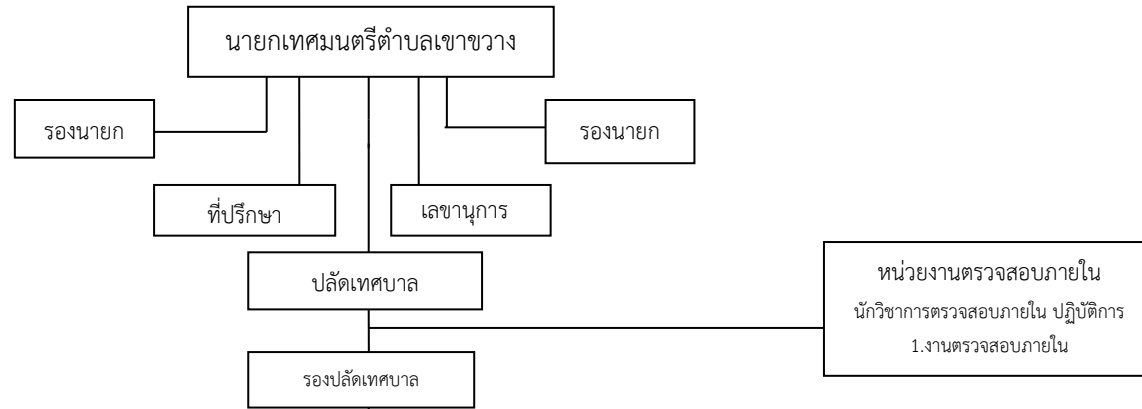 นายกเทศมนตรีตำบลเขาขวาง
รองนายก
รองนายก
ที่ปรึกษา
เลขานุการ
ปลัดเทศบาล
หน่วยงานตรวจสอบภายใน
นักวิชาการตรวจสอบภายใน ปฏิบัติการ
1.งานตรวจสอบภายใน
รองปลัดเทศบาล